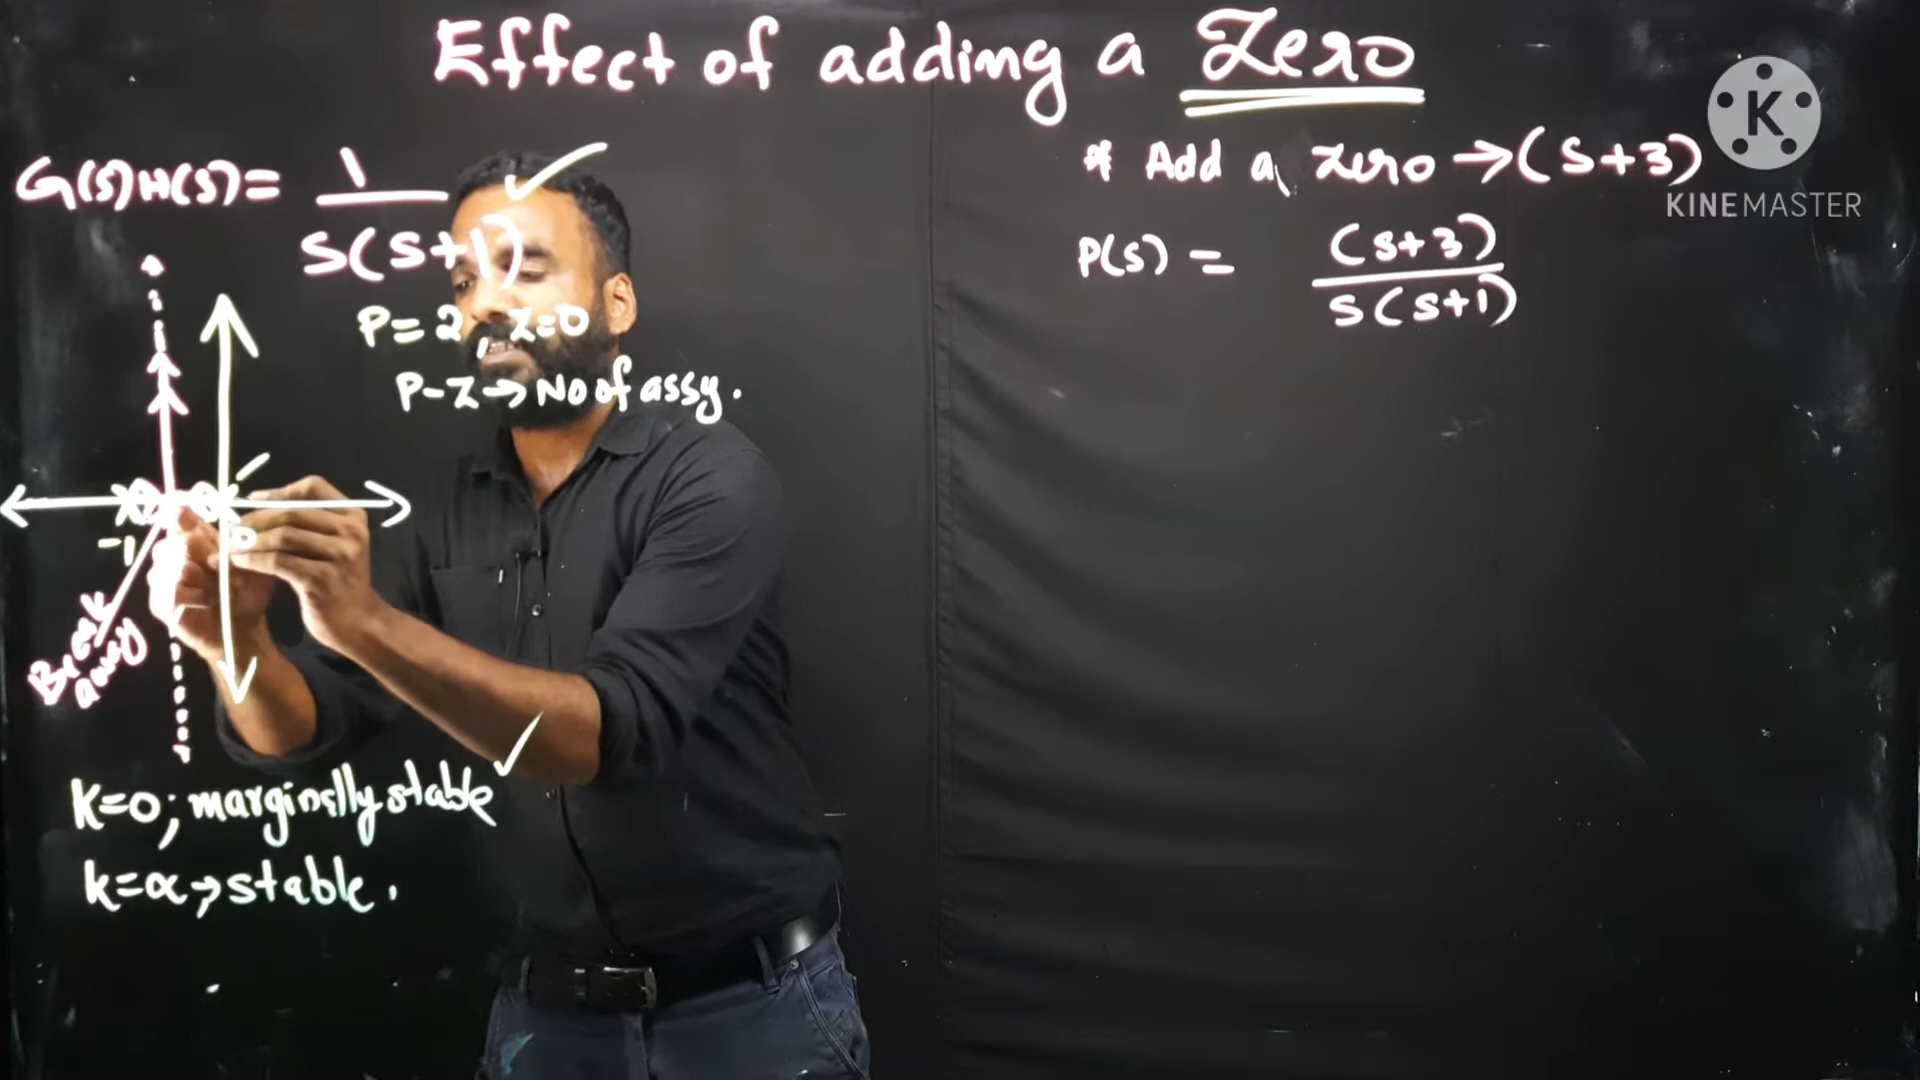 Effect of adding a Zero
G(s)H(s) = 1
s(s+1)
P=2, Z=0
P-Z → No of assy.
-1
0
Break
away
K=0; marginally stable
k=α → stable.
* Add a zero → (s+3)
P(s) = (s+3)
s(s+1)
K
KINEMASTER